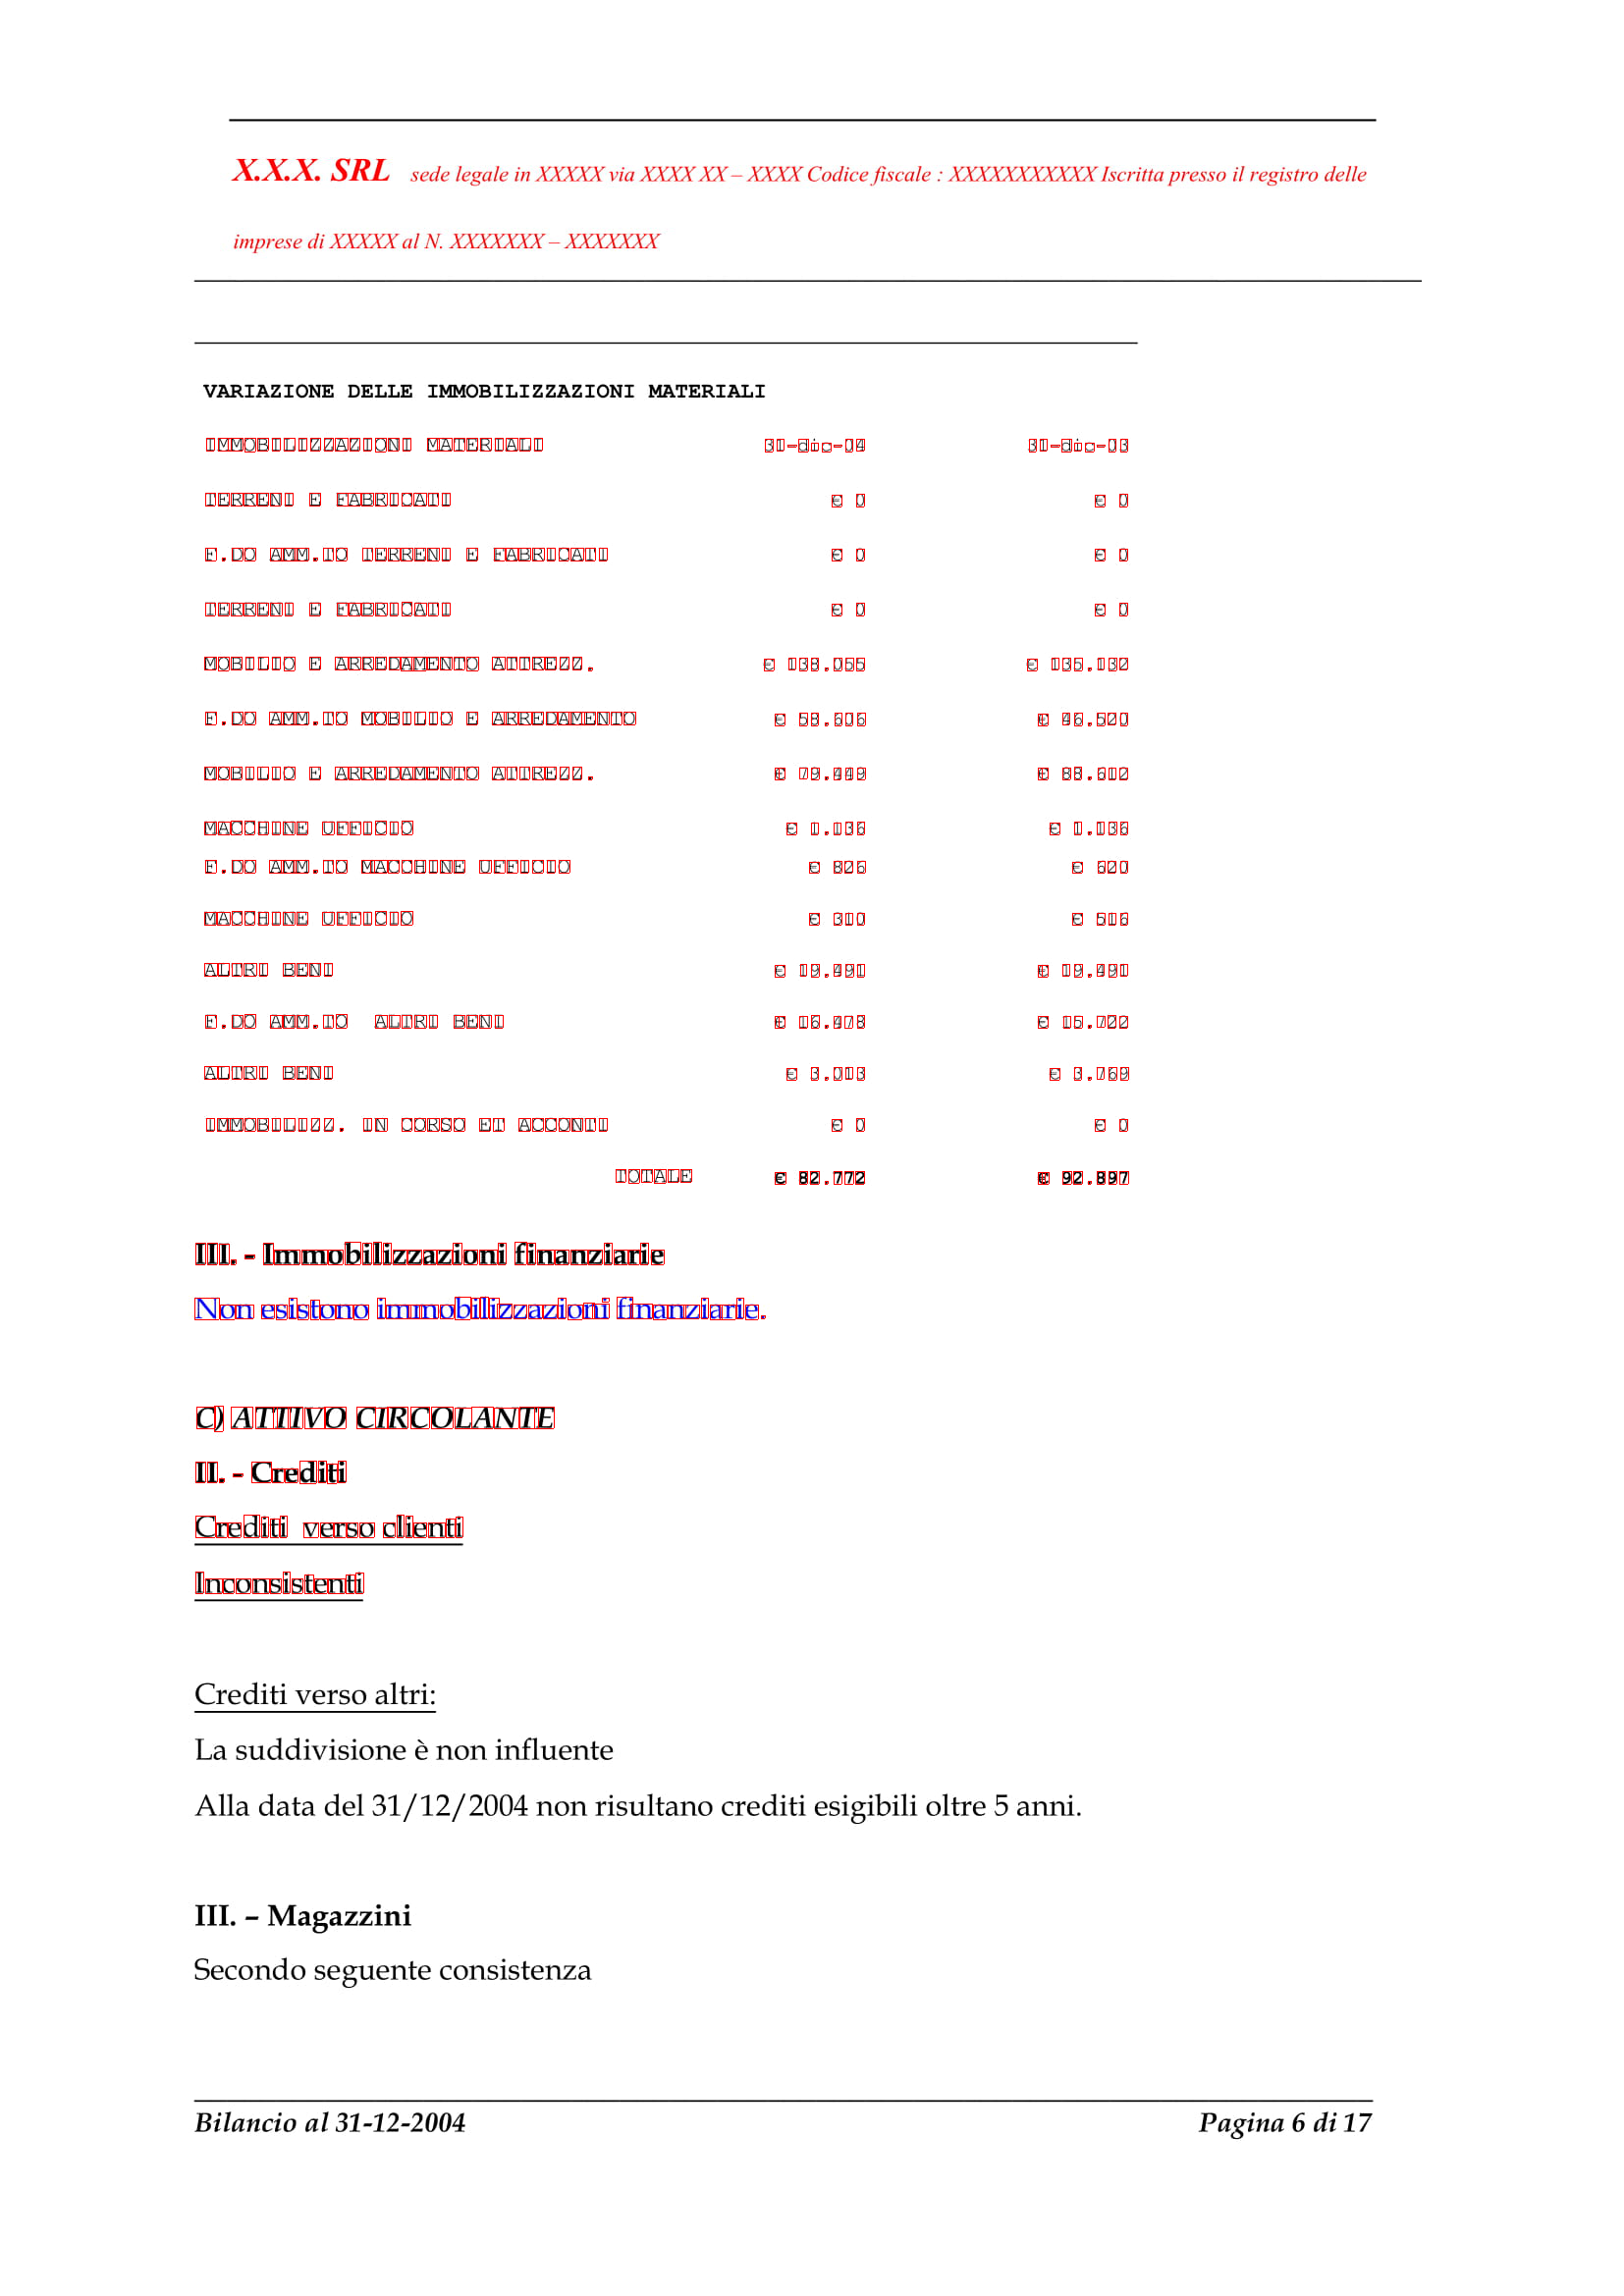 X.X.X. SRL sede legale in XXXXX via XXXX XX – XXXX Codice fiscale : XXXXXXXXXXX Iscritta presso il registro delle
imprese di XXXXX al N. XXXXXXX – XXXXXXX
VARIAZIONE DELLE IMMOBILIZZAZIONI MATERIALI
IMMOBILIZZAZIONI MATERIALI 31-dic-04 31-dic-03
TERRENI E FABRICATI € 0 € 0
F.DO AMM.TO TERRENI E FABRICATI € 0 € 0
TERRENI E FABRICATI € 0 € 0
MOBILIO E ARREDAMENTO ATTREZZ. € 138.055 € 135.132
F.DO AMM.TO MOBILIO E ARREDAMENTO € 58.606 € 46.520
MOBILIO E ARREDAMENTO ATTREZZ. € 79.449 € 88.612
MACCHINE UFFICIO € 1.136 € 1.136
F.DO AMM.TO MACCHINE UFFICIO € 826 € 620
MACCHINE UFFICIO € 310 € 516
ALTRI BENI € 19.491 € 19.491
F.DO AMM.TO ALTRI BENI € 16.478 € 15.722
ALTRI BENI € 3.013 € 3.769
IMMOBILIZZ. IN CORSO ET ACCONTI € 0 € 0
TOTALE € 82.772 € 92.897
III. - Immobilizzazioni finanziarie
Non esistono immobilizzazioni finanziarie.
C) ATTIVO CIRCOLANTE
II. - Crediti
Crediti verso clienti
Inconsistenti
Crediti verso altri:
La suddivisione è non influente
Alla data del 31/12/2004 non risultano crediti esigibili oltre 5 anni.
III. – Magazzini
Secondo seguente consistenza
Bilancio al 31-12-2004 Pagina 6 di 17